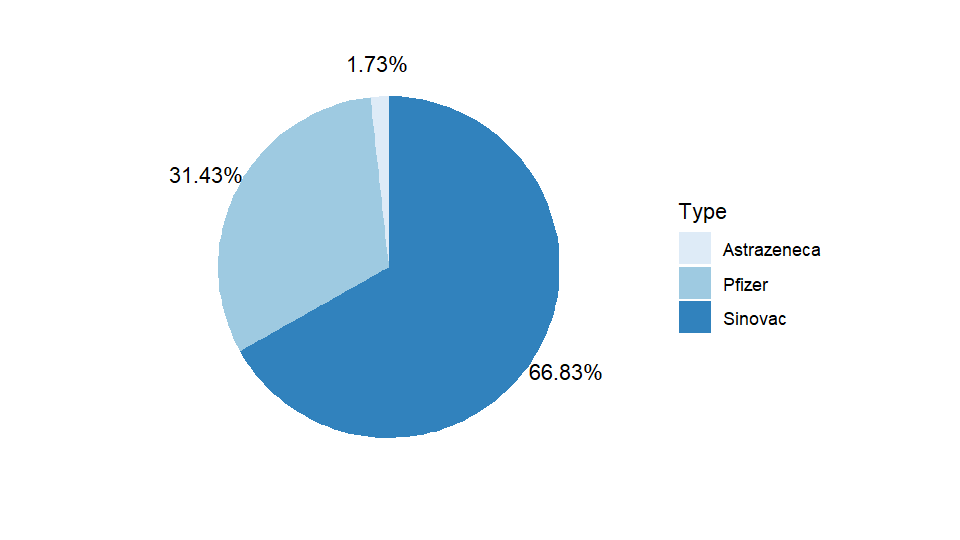 1.73%
31.43%
66.83%
Type
Astrazeneca
Pfizer
Sinovac